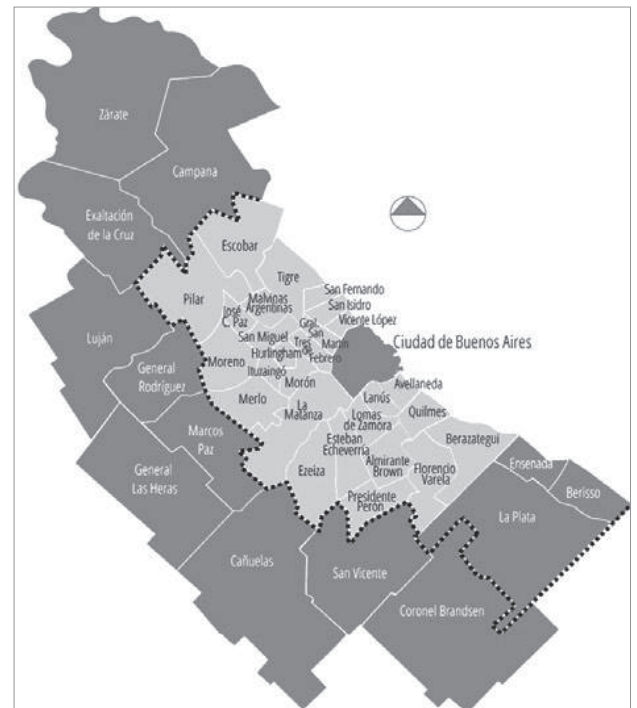 Zárate
Campana
Exaltación
de la Cruz
Escobar
Tigre
San Fernando
San Isidro
Vicente López
Pilar
Malvinas
Argentinas
José
C. Paz
Gral.
San
Martín
Ciudad de Buenos Aires
Luján
San Miguel
Tres
de
Febrero
Hurlingham
General
Rodríguez
Moreno
Ituzaingó
Morón
Avellaneda
Merlo
La
Matanza
Lanús
Quilmes
Lomas
de Zamora
Marcos
Paz
Esteban
Echeverría
Berazategui
General
Las Heras
Ezeiza
Almirante
Brown
Florencio
Varela
Ensenada
Berisso
Presidente
Perón
La Plata
Cañuelas
San Vicente
Coronel Brandsen